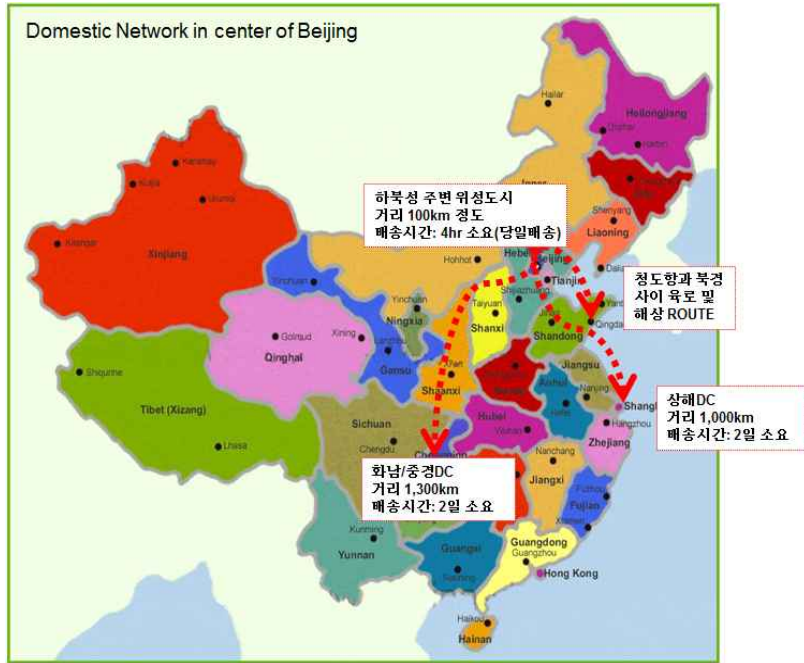 Domestic Network in center of Beijing
Hailar
Heilongjiang
Qiqihar
Harbin
Karamay
Kuitja
Urumqi
Kashgar
Xinjiang
하북성 주변 위성도시
거리 100km 정도
배송시간: 4hr 소요(당일배송)
Shenyang
Liaoning
Hohhot
Hebei
Beijing
Tianjin
청도항과 북경
사이 육로 및
해상 ROUTE
Yinchuan
Yinchuan
Ningxia
Taiyuan
Shijiazhuang
Shanxi
Shandong
Golmud
Xining
Lanzhou
Qinghai
Gansu
Shaanxi
Jiangsu
Nanjing
Shiquanhe
Tibet (Xizang)
Lhasa
Sichuan
Chengdu
Hubei
Wuhan
Anhui
Hefei
Hangzhou
Zhejiang
상해DC
거리 1,000km
배송시간: 2일 소요
화남/중경DC
거리 1,300km
배송시간: 2일 소요
Nanchang
Jiangxi
Fuzhou
Fujian
Xiamen
Kunming
Yunnan
Guangxi
Nanning
Guangdong
Guangzhou
Hong Kong
Haikou
Hainan